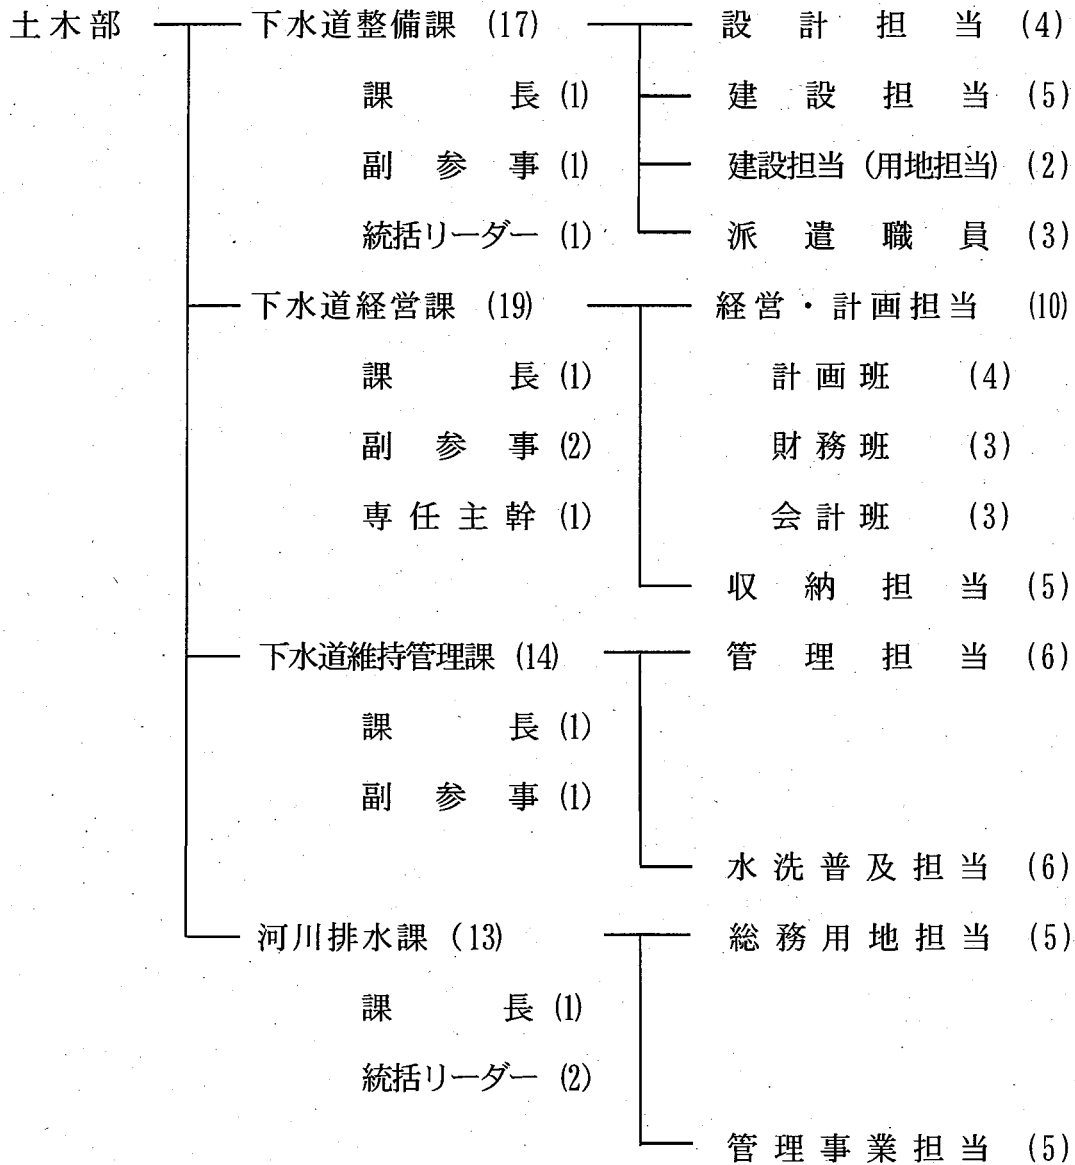 土木部 下水道整備課 (17) 設計担当 (4)
課長 (1) 建設担当 (5)
副参事 (1) 建設担当 (用地担当) (2)
統括リーダー (1) 派遣職員 (3)
下水道経営課 (19) 経営・計画担当 (10)
課長 (1) 計画班 (4)
副参事 (2) 財務班 (3)
専任主幹 (1) 会計班 (3)
収納担当 (5)
下水道維持管理課 (14) 管理担当 (6)
課長 (1)
副参事 (1)
水洗普及担当 (6)
河川排水課 (13) 総務用地担当 (5)
課長 (1)
統括リーダー (2)
管理事業担当 (5)